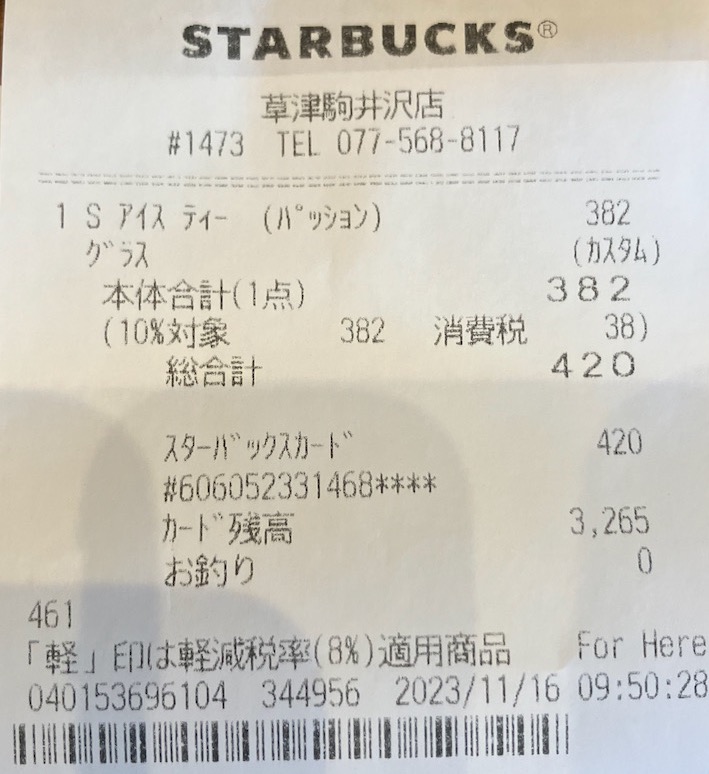 STARBUCKS®
草津駒井沢店
#1473 TEL 077-568-8117
1 S アイス ティー (パッション) 382
グラス (カスタム)
本体合計(1点) 382
(10%対象 382 消費税 38)
総合計 420
スターバックスカード 420
#606052331468****
カード残高 3,265
お釣り 0
461
「軽」印は軽減税率(8%)適用商品 For Here
040153696104 344956 2023/11/16 09:50:28